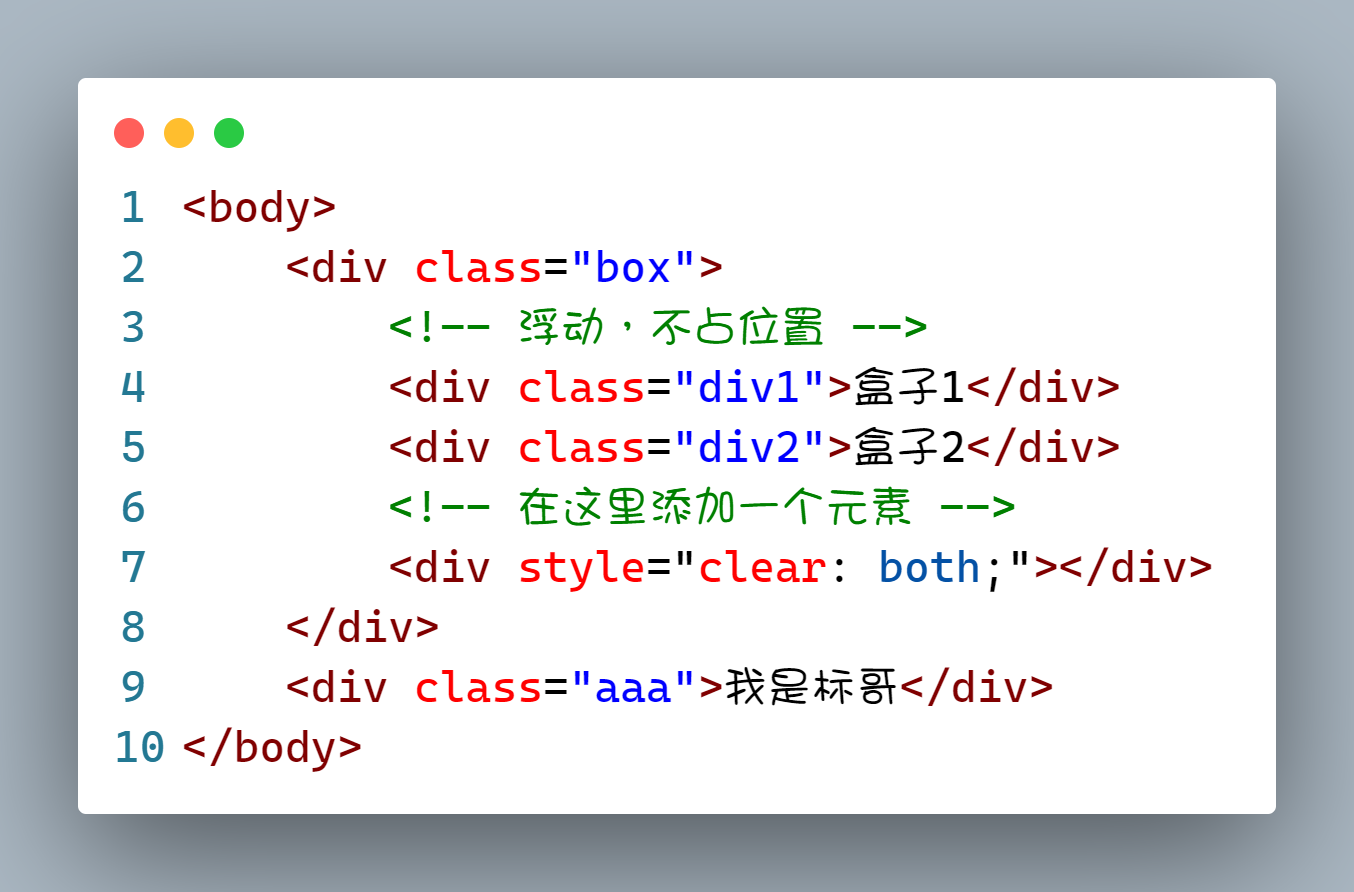 1 <body>
2     <div class="box">
3         <!-- 浮动，不占位置 -->
4         <div class="div1">盒子1</div>
5         <div class="div2">盒子2</div>
6         <!-- 在这里添加一个元素 -->
7         <div style="clear: both;"></div>
8     </div>
9     <div class="aaa">我是标哥</div>
10 </body>